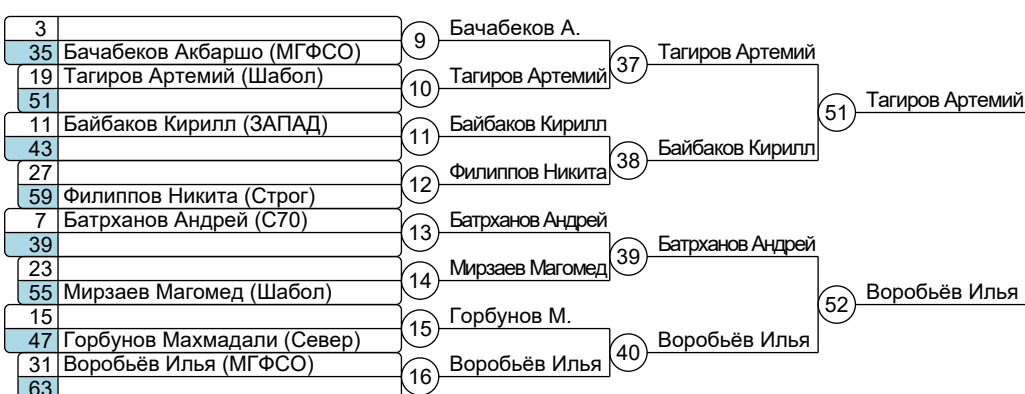 3
35 Бачабеков Акбаршо (МГФСО)
19 Тагиров Артемий (Шабол)
51
11 Байбаков Кирилл (ЗАПАД)
43
27
59 Филиппов Никита (Строг)
7 Батрханов Андрей (С70)
39
23
55 Мирзаев Магомед (Шабол)
15
47 Горбунов Махмадали (Север)
31 Воробьёв Илья (МГФСО)
63
9 Бачабеков А.
10 Тагиров Артемий
11 Байбаков Кирилл
12 Филиппов Никита
13 Батрханов Андрей
14 Мирзаев Магомед
15 Горбунов М.
16 Воробьёв Илья
37 Тагиров Артемий
38 Байбаков Кирилл
39 Батрханов Андрей
40 Воробьёв Илья
51 Тагиров Артемий
52 Воробьёв Илья